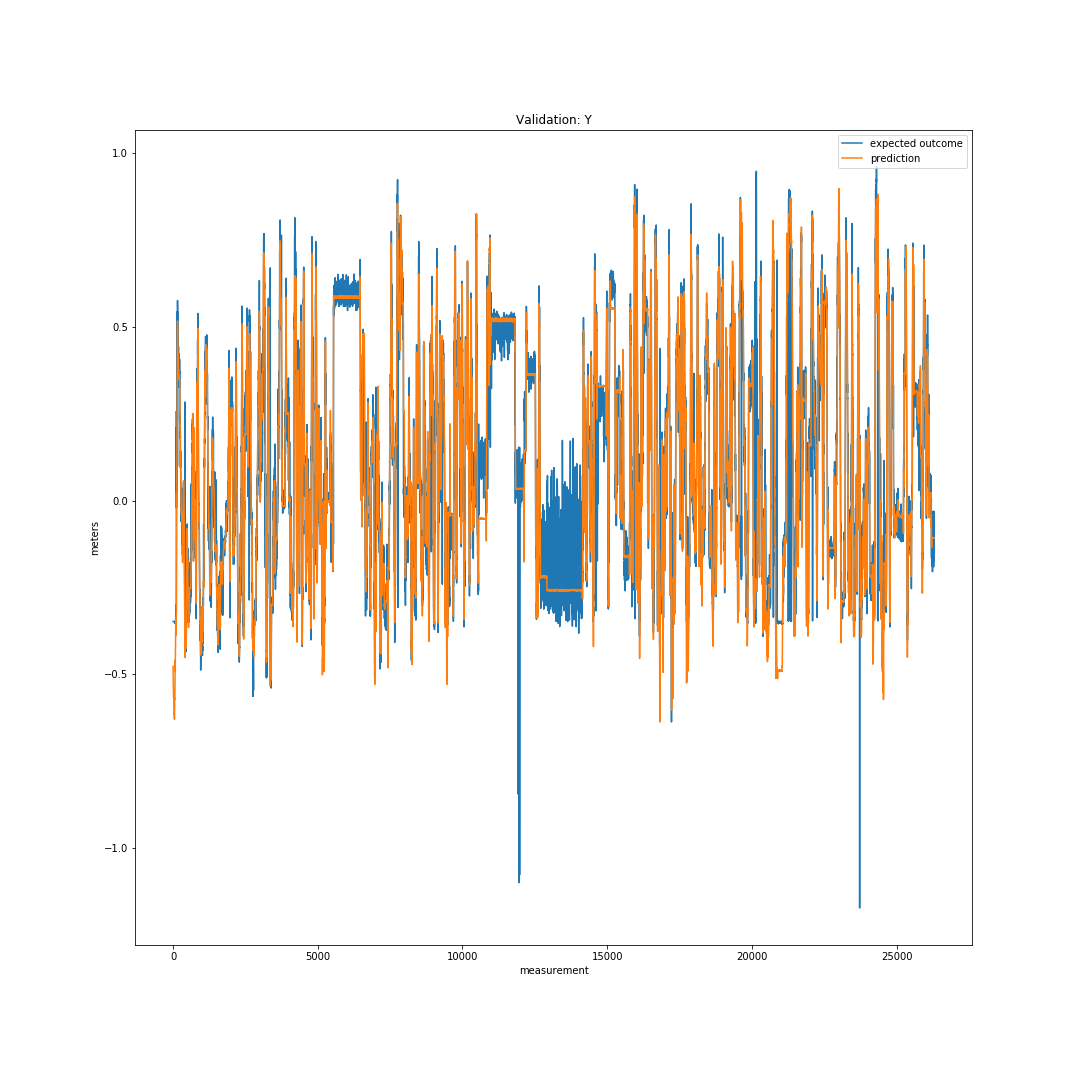 Validation: Y
expected outcome
prediction
1.0
0.5
0.0
−0.5
−1.0
meters
0 5000 10000 15000 20000 25000
measurement